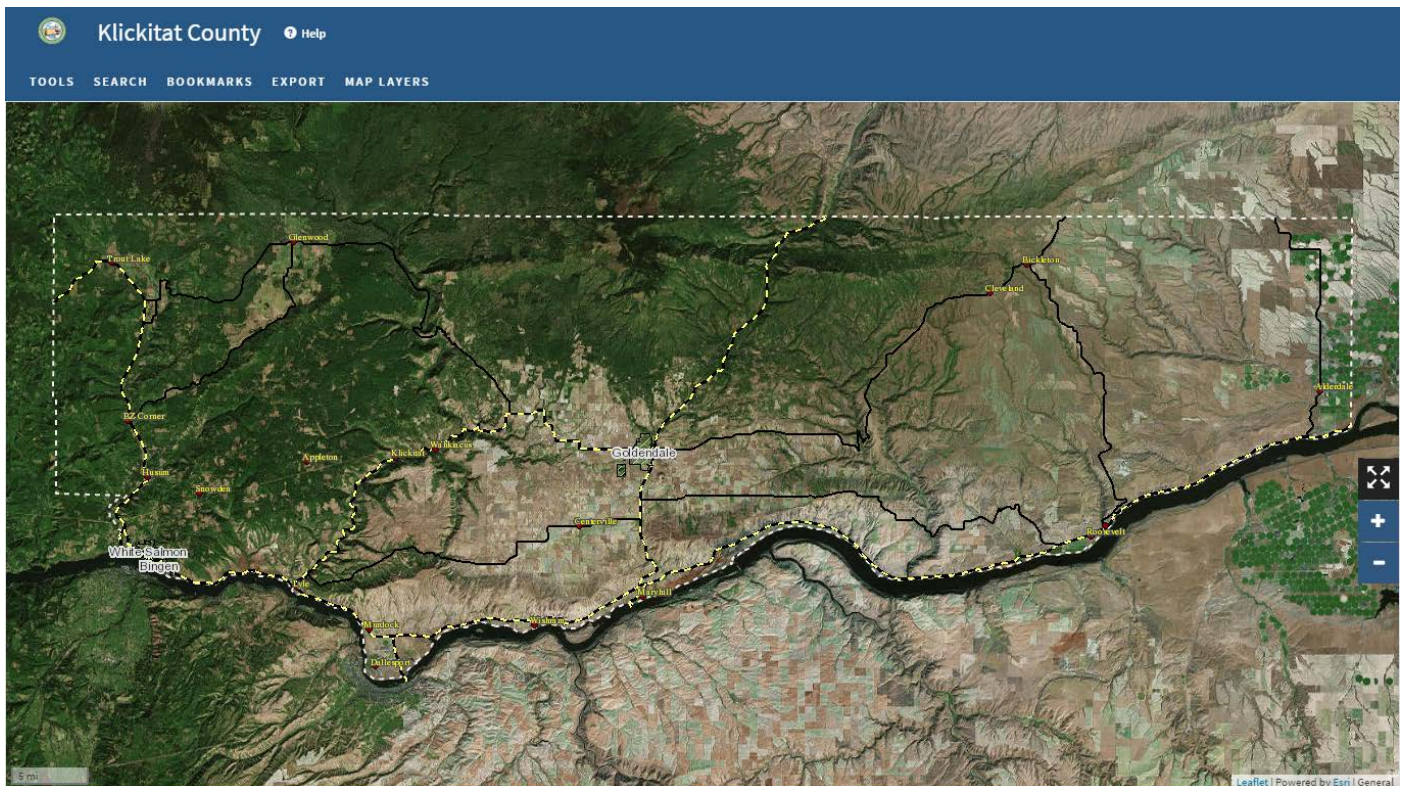 Klickitat County
Help
TOOLS SEARCH BOOKMARKS EXPORT MAP LAYERS
Glenwood
Trout Lake
Bickleton
Cleveland
Alderdale
BZ Corner
Wahkiacus
Klickitat
Goldendale
Appleton
Husum
Snowden
Centerville
Roosevelt
White Salmon
Bingen
Lyle
Maryhill
Murdock
Wishram
Dallesport
+
-
5 mi
Leaflet | Powered by Esri | General